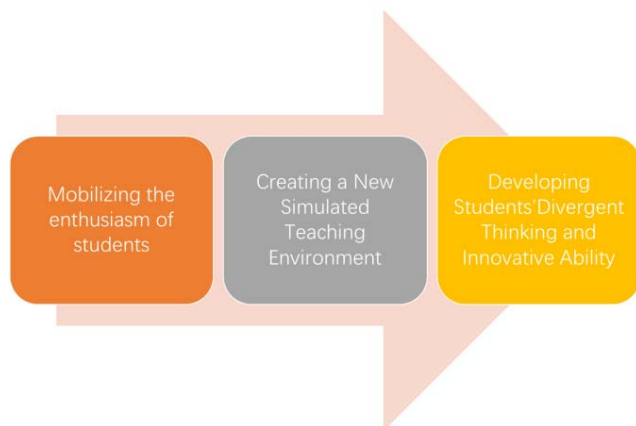 Mobilizing the
enthusiasm of
students
Creating a New
Simulated
Teaching
Environment
Developing
Students'Divergent
Thinking and
Innovative Ability